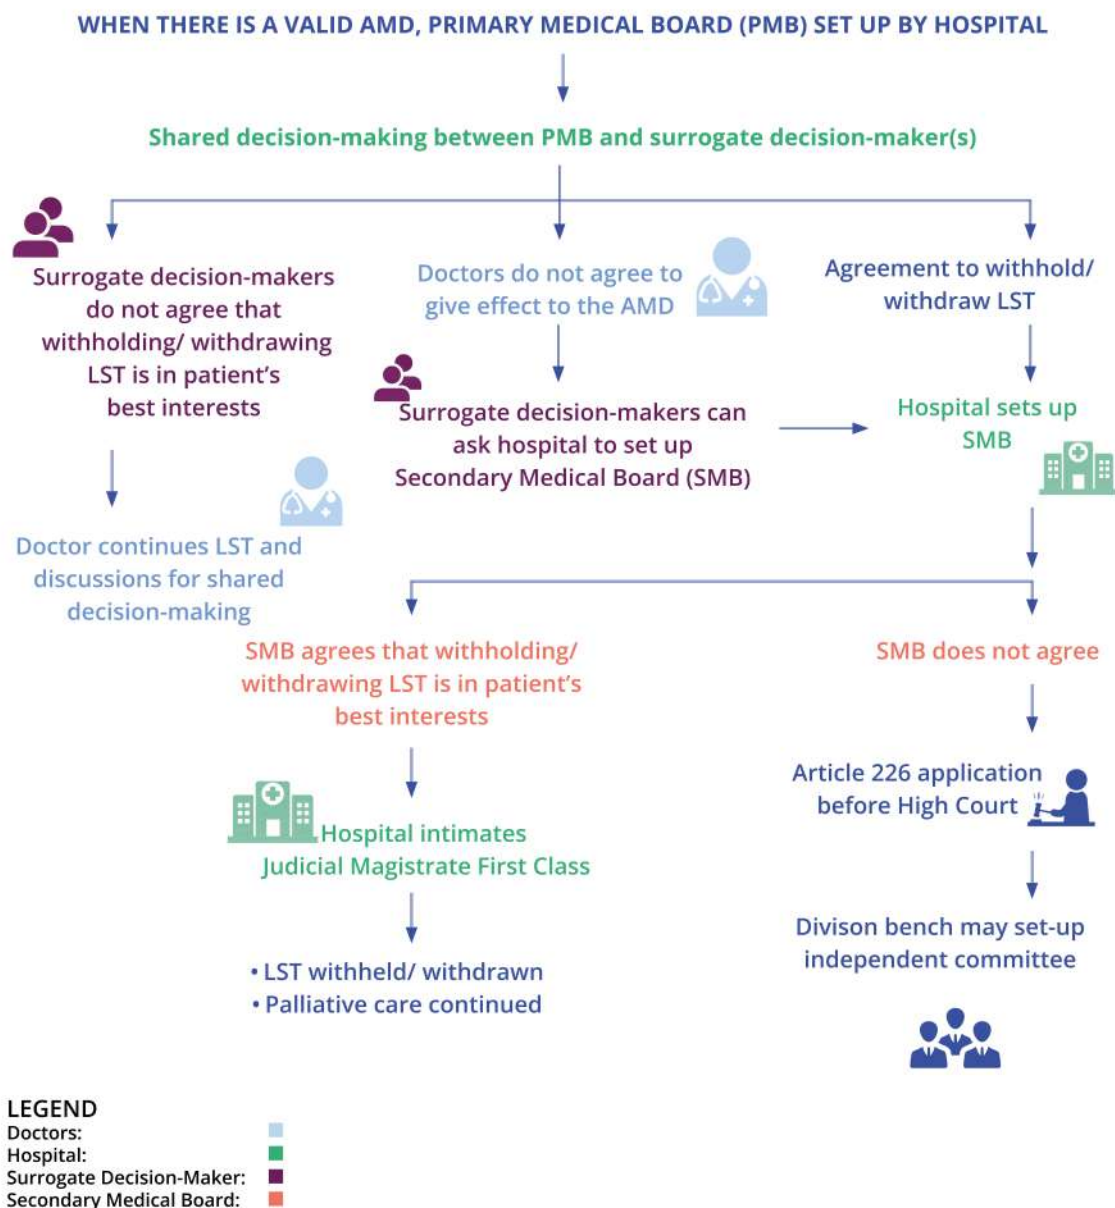 WHEN THERE IS A VALID AMD, PRIMARY MEDICAL BOARD (PMB) SET UP BY HOSPITAL
Shared decision-making between PMB and surrogate decision-maker(s)
Surrogate decision-makers
do not agree that
withholding/ withdrawing
LST is in patient's
best interests
Doctor continues LST and
discussions for shared
decision-making
Doctors do not agree to
give effect to the AMD
Surrogate decision-makers can
ask hospital to set up
Secondary Medical Board (SMB)
Agreement to withhold/
withdraw LST
Hospital sets up
SMB
SMB agrees that withholding/
withdrawing LST is in patient's
best interests
Hospital intimates
Judicial Magistrate First Class
• LST withheld/ withdrawn
• Palliative care continued
SMB does not agree
Article 226 application
before High Court
Divison bench may set-up
independent committee
LEGEND
Doctors:
Hospital:
Surrogate Decision-Maker:
Secondary Medical Board: